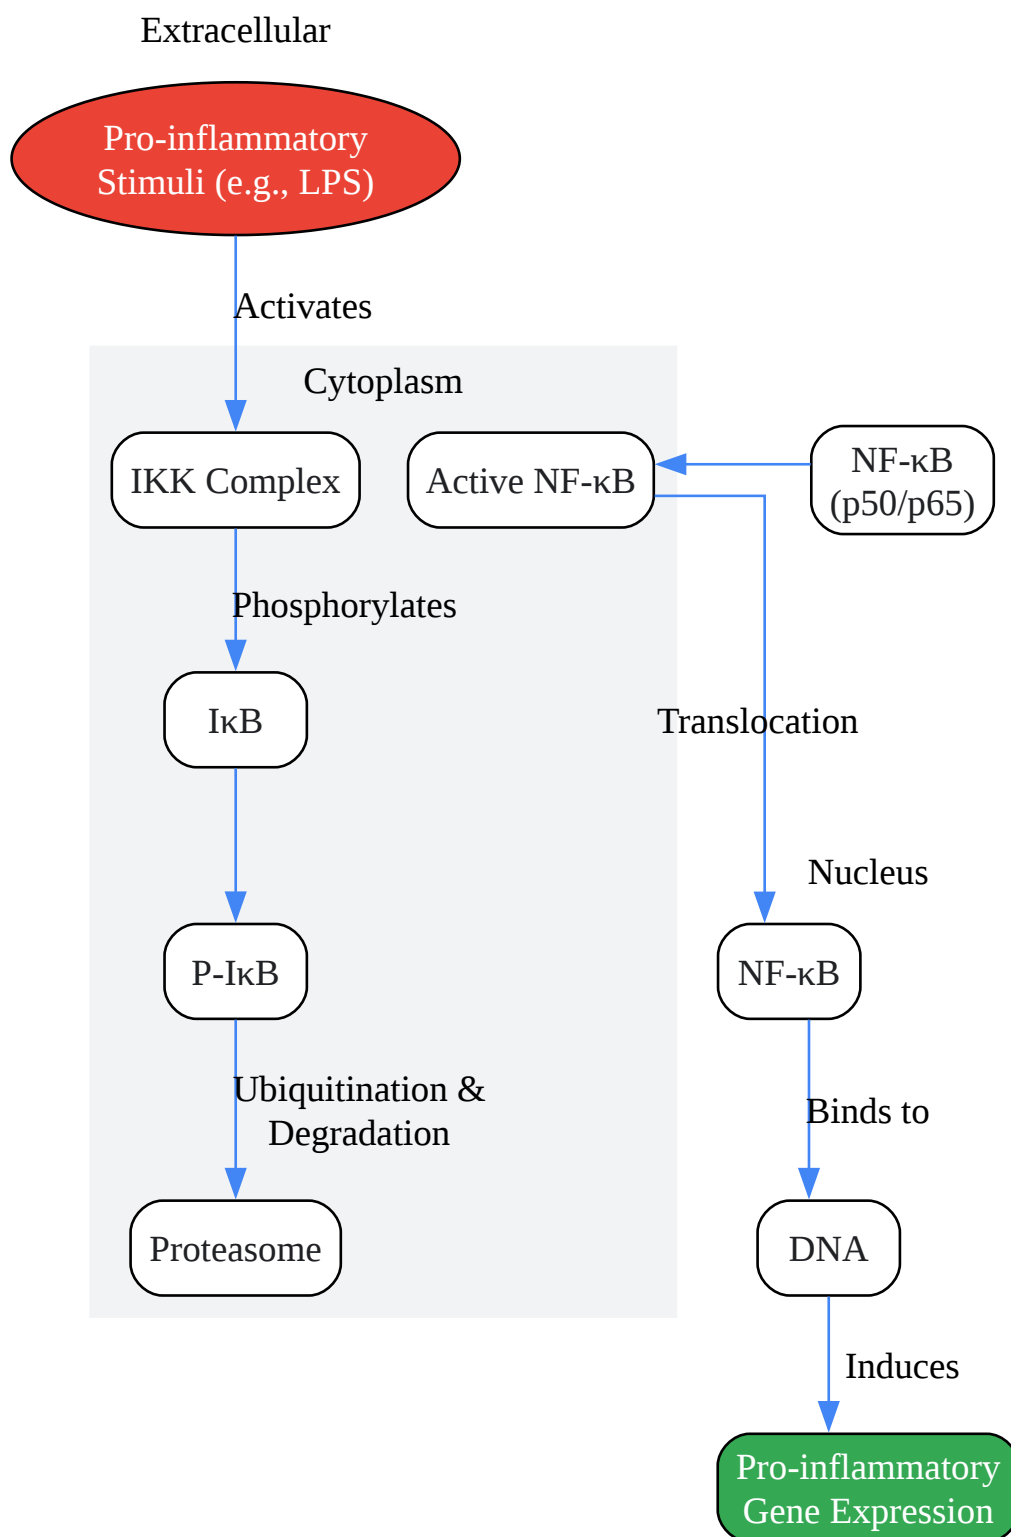 Extracellular
Pro-inflammatory
Stimuli (e.g., LPS)
Activates
Cytoplasm
IKK Complex
Active NF-κB
NF-κB
(p50/p65)
Phosphorylates
IκB
Translocation
Nucleus
P-IκB
NF-κB
Ubiquitination &
Degradation
Binds to
Proteasome
DNA
Induces
Pro-inflammatory
Gene Expression